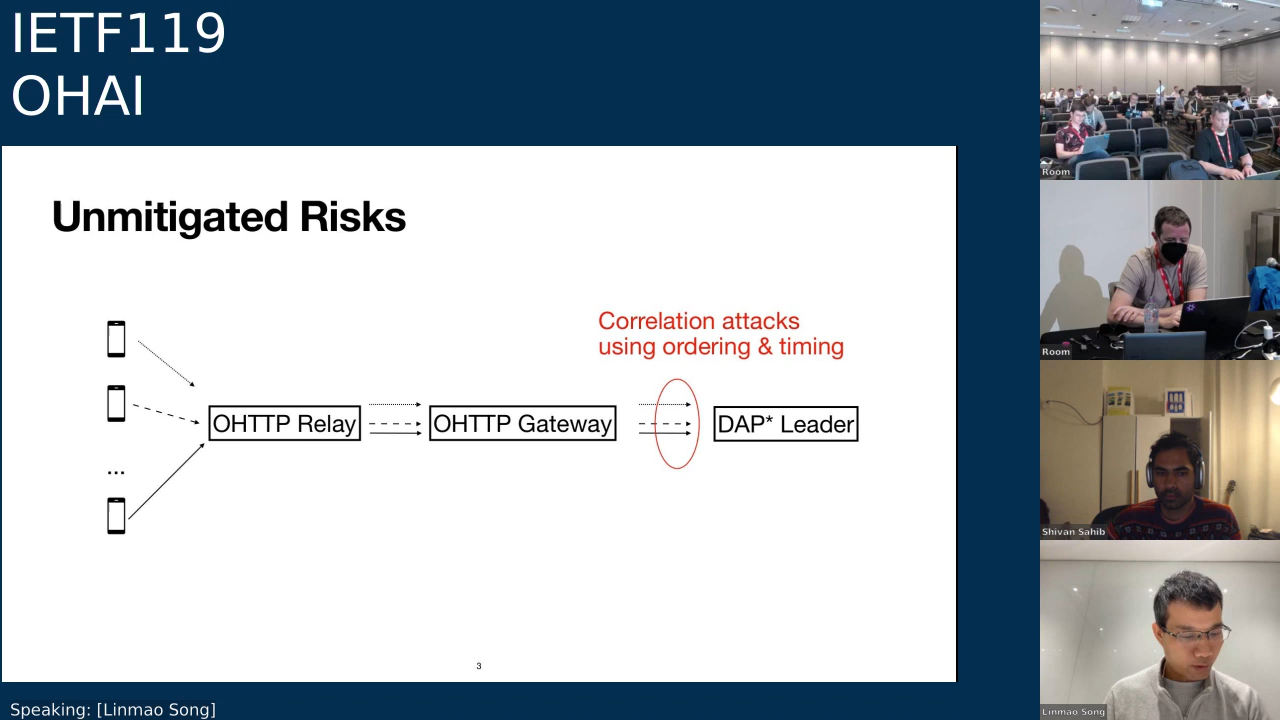 IETF119
OHAI
Unmitigated Risks
Correlation attacks
using ordering & timing
...
OHTTP Relay
OHTTP Gateway
DAP* Leader
3
Speaking: [Linmao Song]
Room
Room
Shivan Sahib
Linmao Song